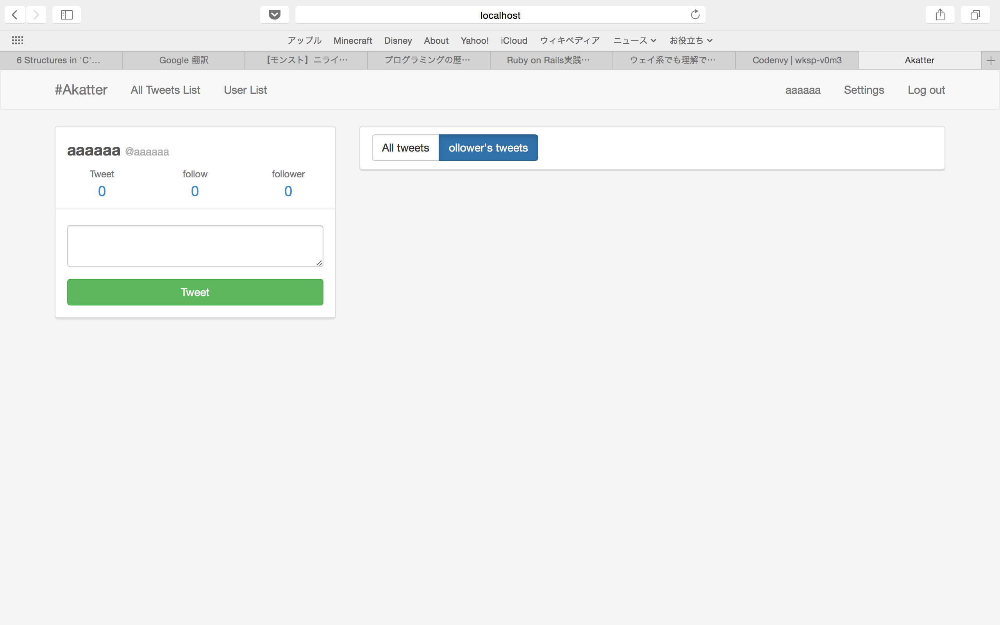 localhost
アップル Minecraft Disney About Yahoo! iCloud ウィキペディア ニュース お役立ち
6 Structures in 'C'… Google 翻訳 【モンスト】ニライ… プログラミングの歴… Ruby on Rails実践… ウェイ系でも理解で… Codenvy | wksp-v0m3 Akatter
#Akatter All Tweets List User List aaaaaa Settings Log out
aaaaaa @aaaaaa
Tweet follow follower
0 0 0
Tweet
All tweets ollower's tweets